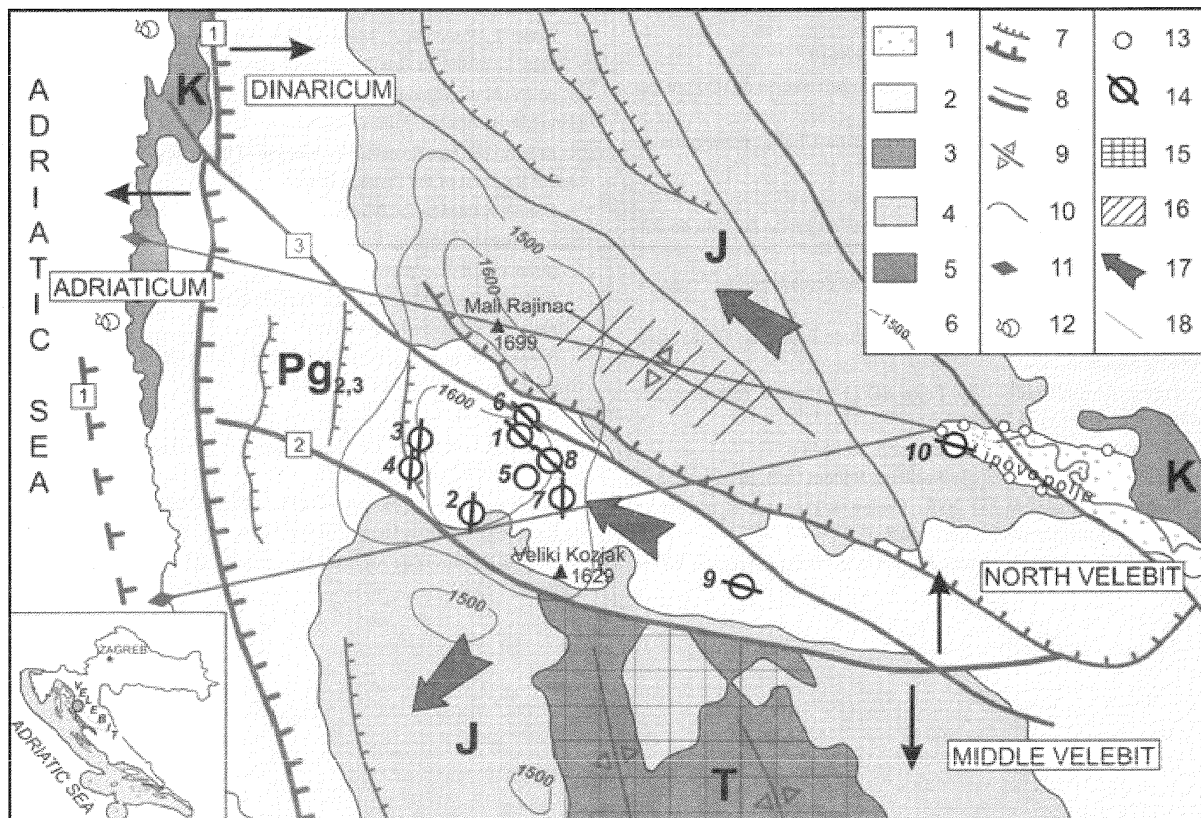 1
DINARICUM
K
ADRIATIC SEA
ADRIATICUM
3
1500
1600
Mali Rajinac
1699
J
Pg2,3
1
2
1600
6
1
3
4
5
8
2
7
10
Lipovo polje
K
Veliki Kozjak
1629
9
NORTH VELEBIT
1500
J
T
1500
MIDDLE VELEBIT
ZAGREB
VELEBIT
ADRIATIC SEA
1
2
3
4
5
1500
6
7
8
9
10
11
12
13
14
15
16
17
18